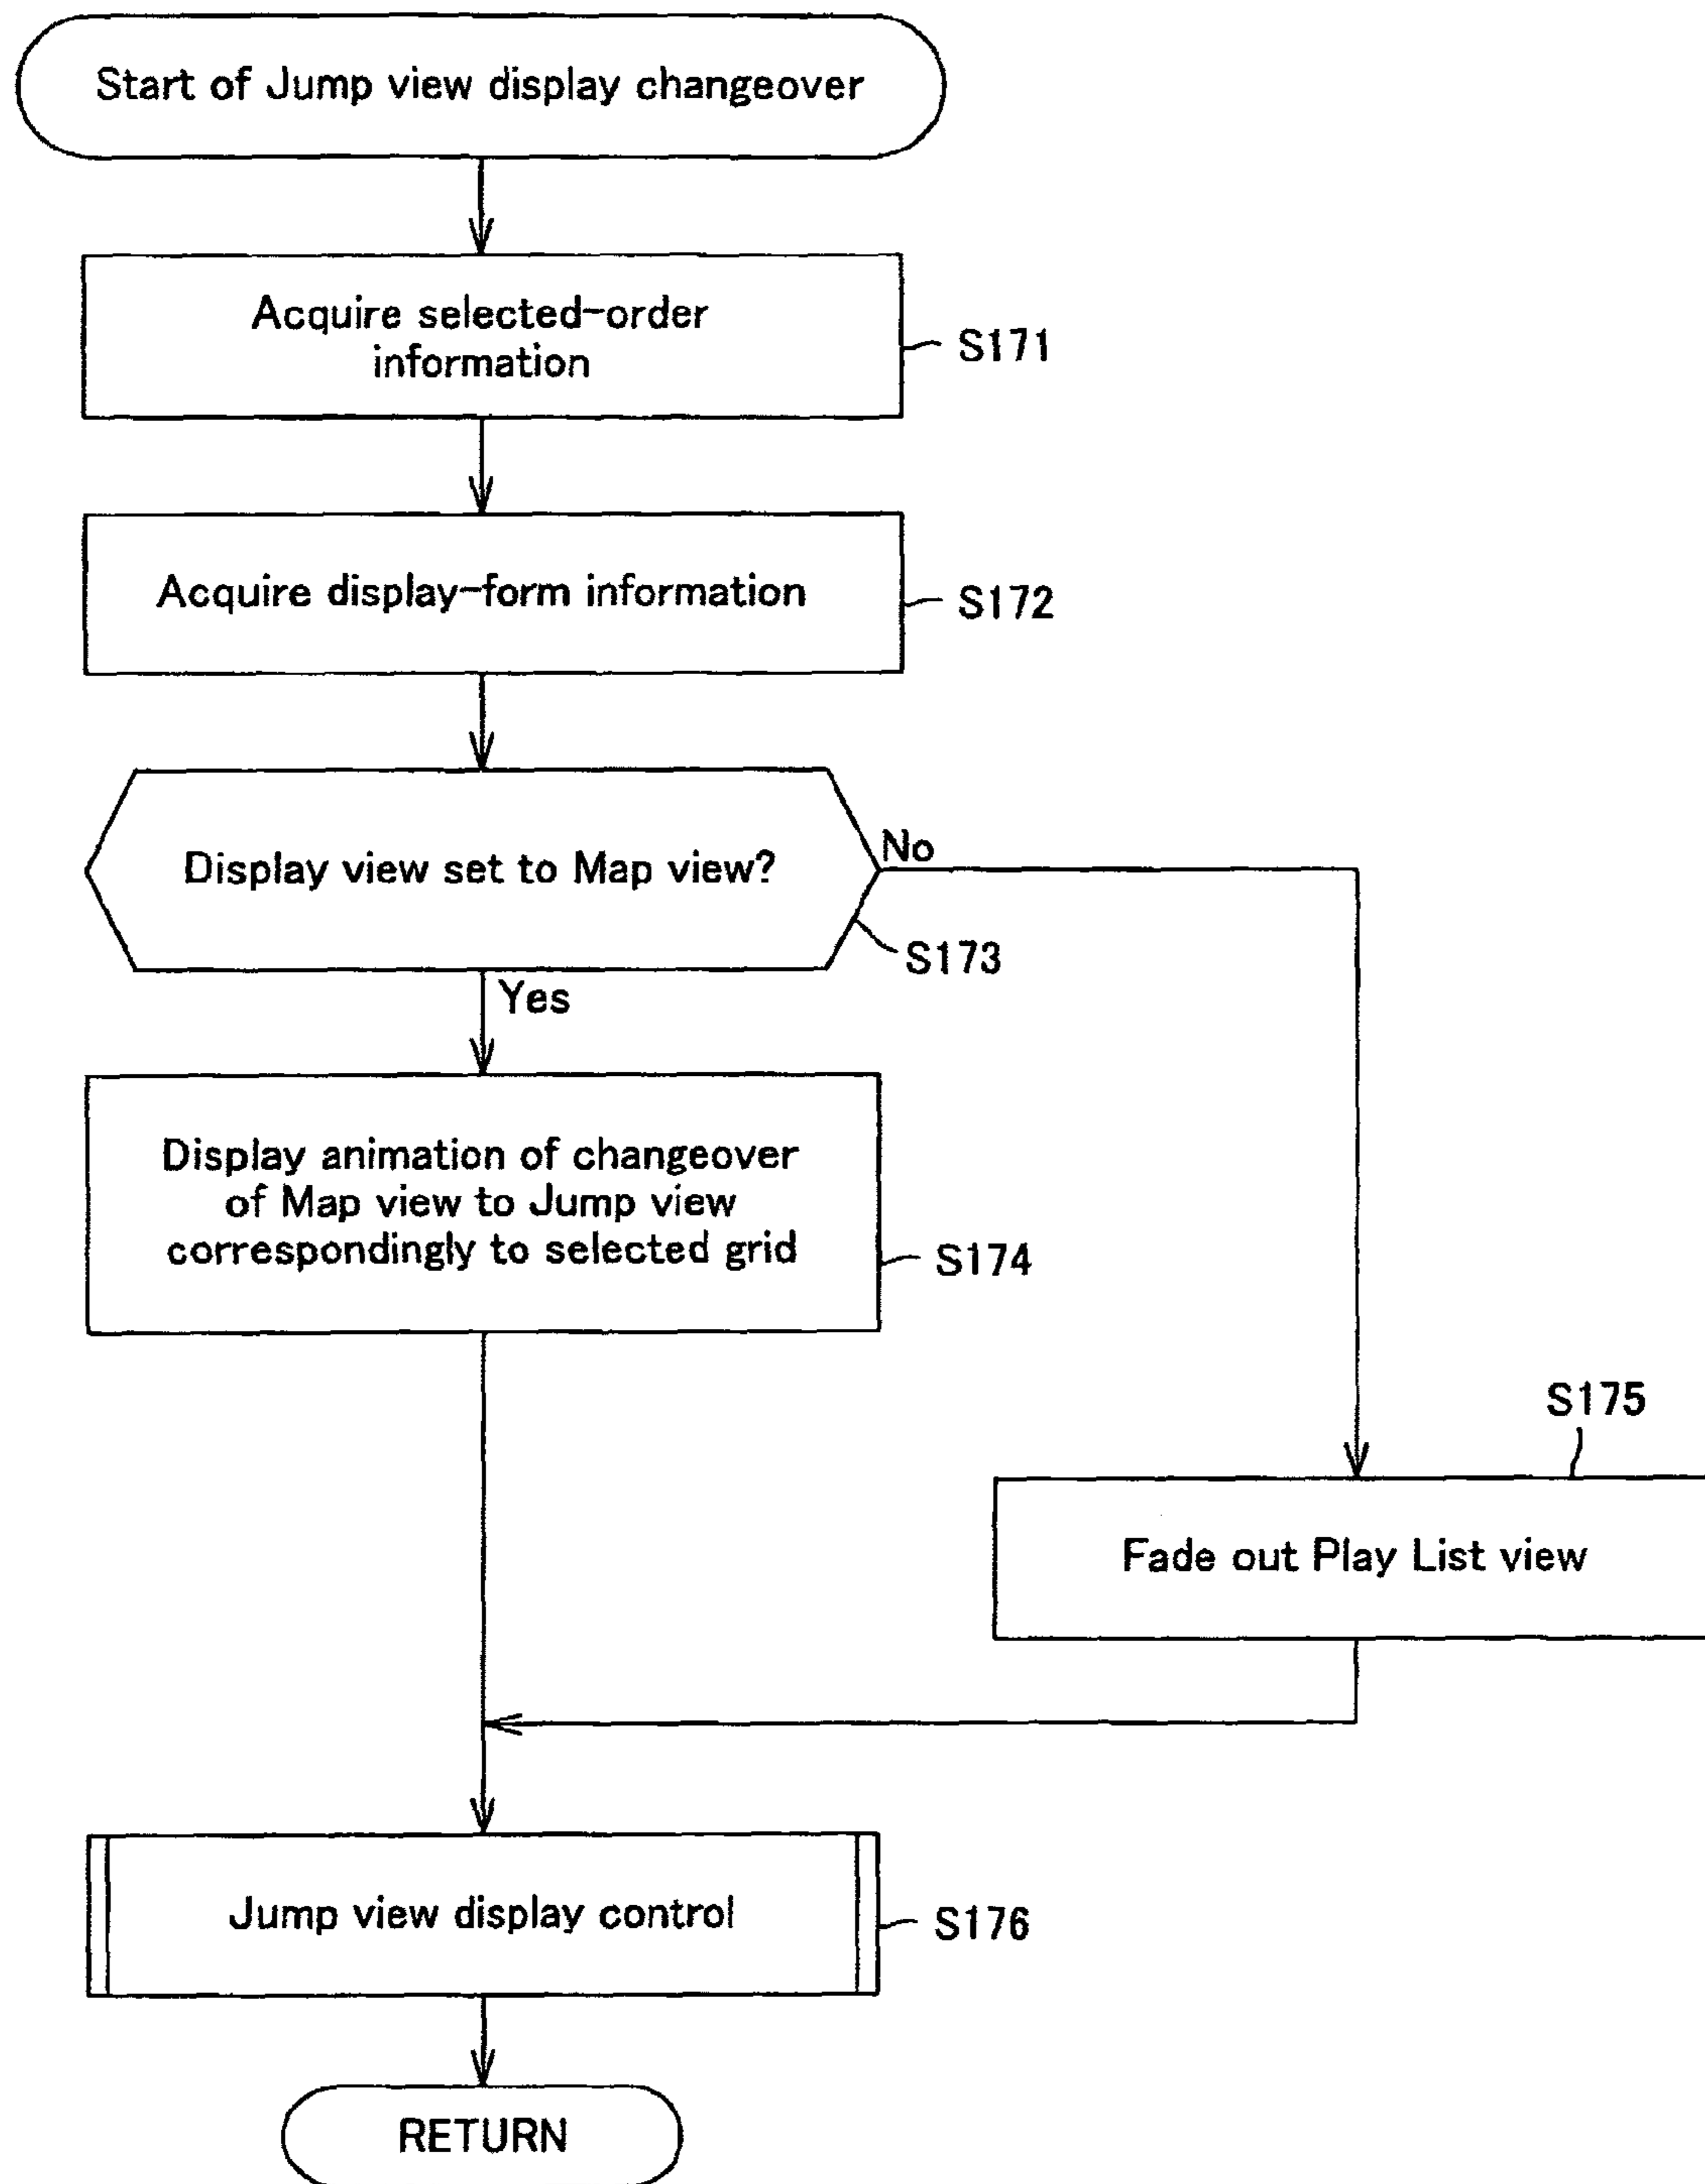 Start of Jump view display changeover
Acquire selected-order
information
S171
Acquire display-form information
S172
Display view set to Map view?
No
S173
Yes
Display animation of changeover
of Map view to Jump view
correspondingly to selected grid
S174
S175
Fade out Play List view
Jump view display control
S176
RETURN